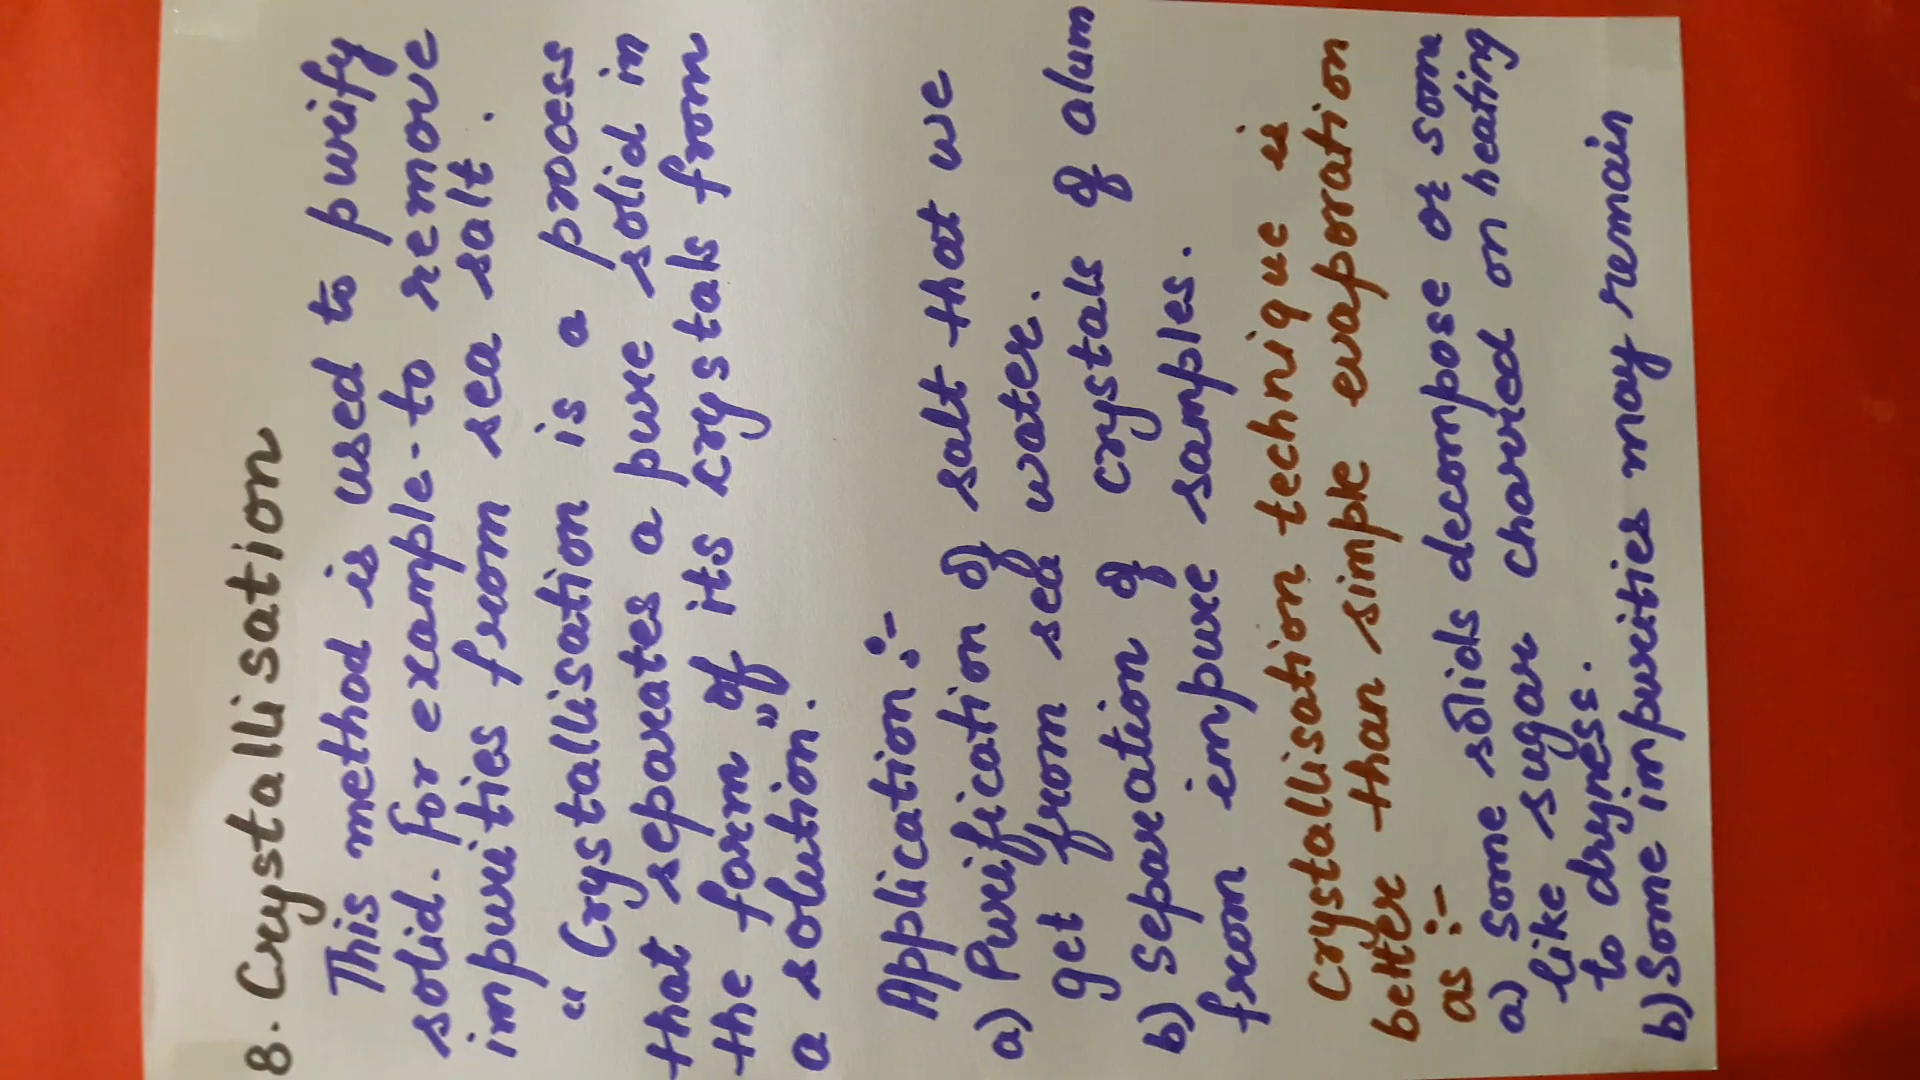 8. Crystallisation
This method is used to purify
solid. For example - to remove
impurities from sea salt.
" Crystallisation is a process
that separates a pure solid in
the form of its crystals from
a solution."
Application :-
a) Purification of salt that we
get from sea water.
b) Separation of crystals of alum
from impure samples.
Crystallisation technique is
better than simple evaporation
as :-
a) Some solids decompose or some
like sugar charried on heating
to dryness.
b) Some impurities may remain